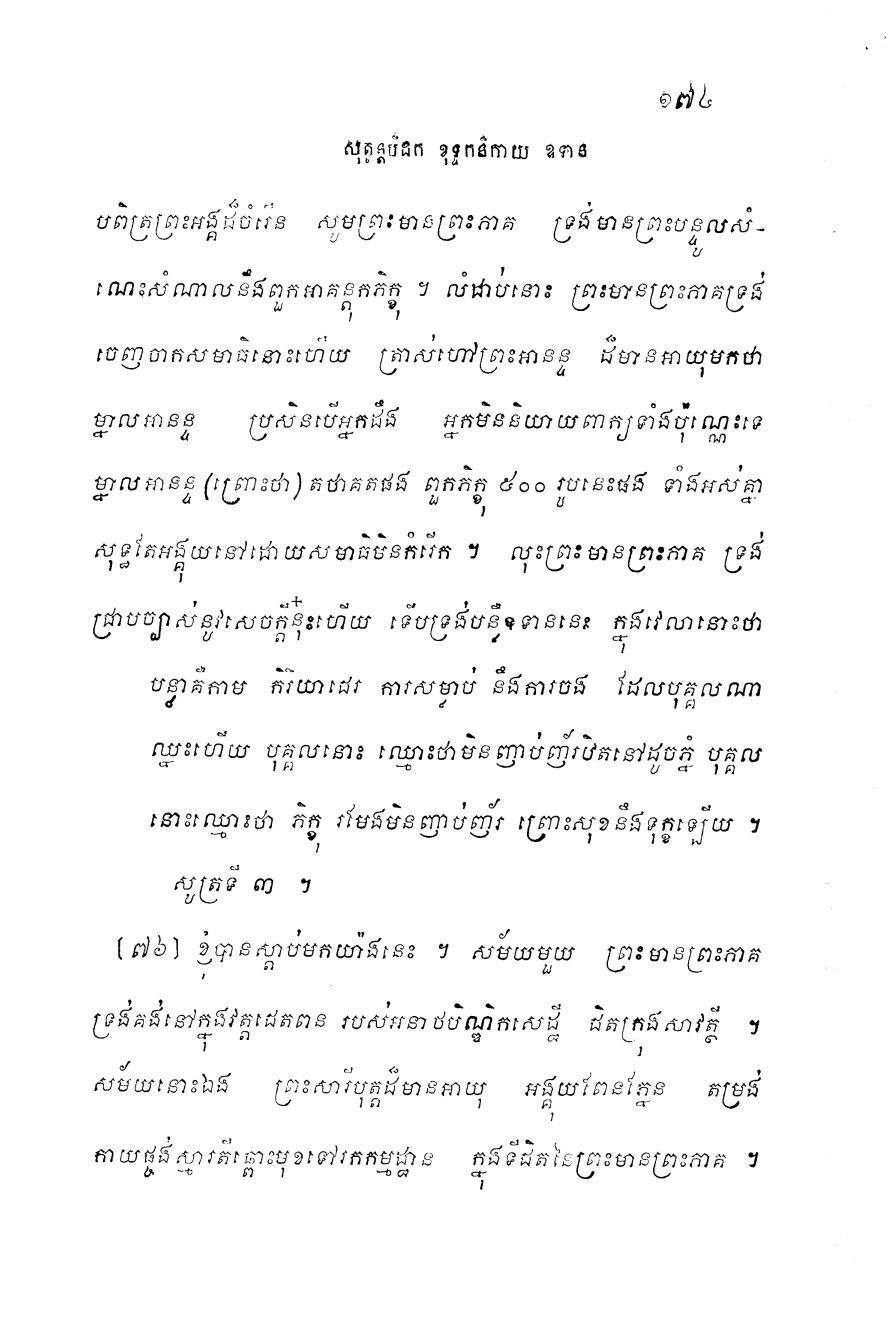 ១៧៤
សុត្តន្តបិដក ខុទ្ទកនិកាយ ឧទាន
បពិត្រព្រះអង្គដ៏ចំរើន សូមព្រះមានព្រះភាគ ទ្រង់មានព្រះបន្ទូលសំ-
ណេះសំណាលនឹងពួកអាគន្តុកភិក្ខុ ។ លំដាប់នោះ ព្រះមានព្រះភាគទ្រង់
ចេញចាកសមាធិនោះហើយ ត្រាស់ហៅព្រះអានន្ទ ដ៏មានអាយុមកថា
ម្នាលអានន្ទ ប្រសិនបើអ្នកដឹង អ្នកមិននិយាយពាក្យទាំងប៉ុណ្ណេះទេ
ម្នាលអានន្ទ (ព្រោះថា) តថាគតផង ពួកភិក្ខុ ៥០០ រូបនេះផង ទាំងអស់គ្នា
សុទ្ធតែអង្គុយនៅដោយសមាធិមិនកំរើក ។ លុះព្រះមានព្រះភាគ ទ្រង់
ជ្រាបច្បាស់នូវសេចក្តីនុ៎ះហើយ ទើបទ្រង់បន្លឺឧទាននេះ ក្នុងវេលានោះថា
បន្លាគឺកាម កិរិយាជេរ ការសម្លាប់ នឹងការចង ដែលបុគ្គលណា
ឈ្នះហើយ បុគ្គលនោះ ឈ្មោះថាមិនញាប់ញ័រឋិតនៅដូចភ្នំ បុគ្គល
នោះឈ្មោះថា ភិក្ខុ រមែងមិនញាប់ញ័រ ព្រោះសុខនឹងទុក្ខឡើយ ។
សូត្រទី ៣ ។
[៧៦] ខ្ញុំបានស្តាប់មកយ៉ាងនេះ ។ សម័យមួយ ព្រះមានព្រះភាគ
ទ្រង់គង់នៅក្នុងវត្តជេតពន របស់អនាថបិណ្ឌិកសេដ្ឋី ជិតក្រុងសាវត្ថី ។
សម័យនោះឯង ព្រះសារីបុត្តដ៏មានអាយុ អង្គុយពែនភ្នែន តម្រង់
កាយផ្ចង់ស្មារតីឆ្ពោះមុខទៅរកកម្មដ្ឋាន ក្នុងទីជិតនៃព្រះមានព្រះភាគ ។